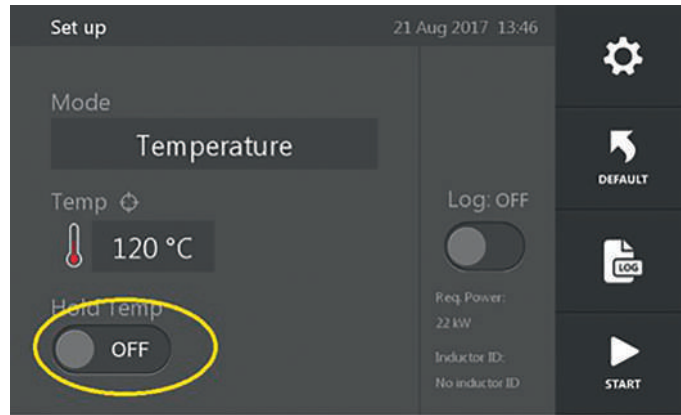 Set up
21 Aug 2017 13:46
Mode
Temperature
Temp
120 °C
Hold Temp
OFF
Log: OFF
Req. Power:
22 kW
Inductor ID:
No inductor ID
DEFAULT
LOG
START